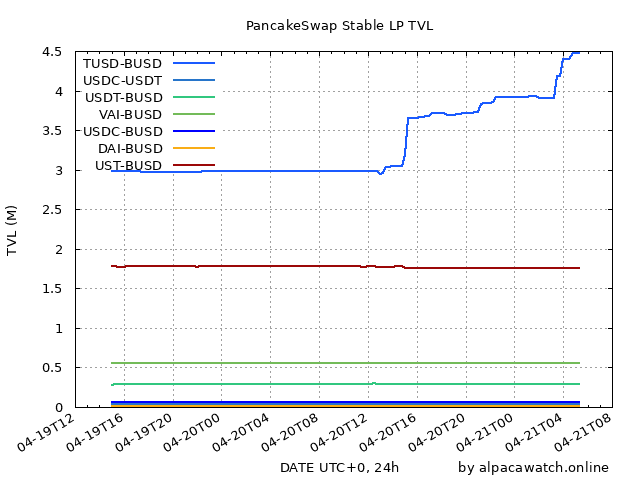 PancakeSwap Stable LP TVL
TUSD-BUSD
USDC-USDT
USDT-BUSD
VAI-BUSD
USDC-BUSD
DAI-BUSD
UST-BUSD
4.5
4
3.5
3
2.5
2
1.5
1
0.5
0
TVL (M)
04-19T12
04-19T16
04-19T20
04-20T00
04-20T04
04-20T08
04-20T12
04-20T16
04-20T20
04-21T00
04-21T04
04-21T08
DATE UTC+0, 24h
by alpacawatch.online